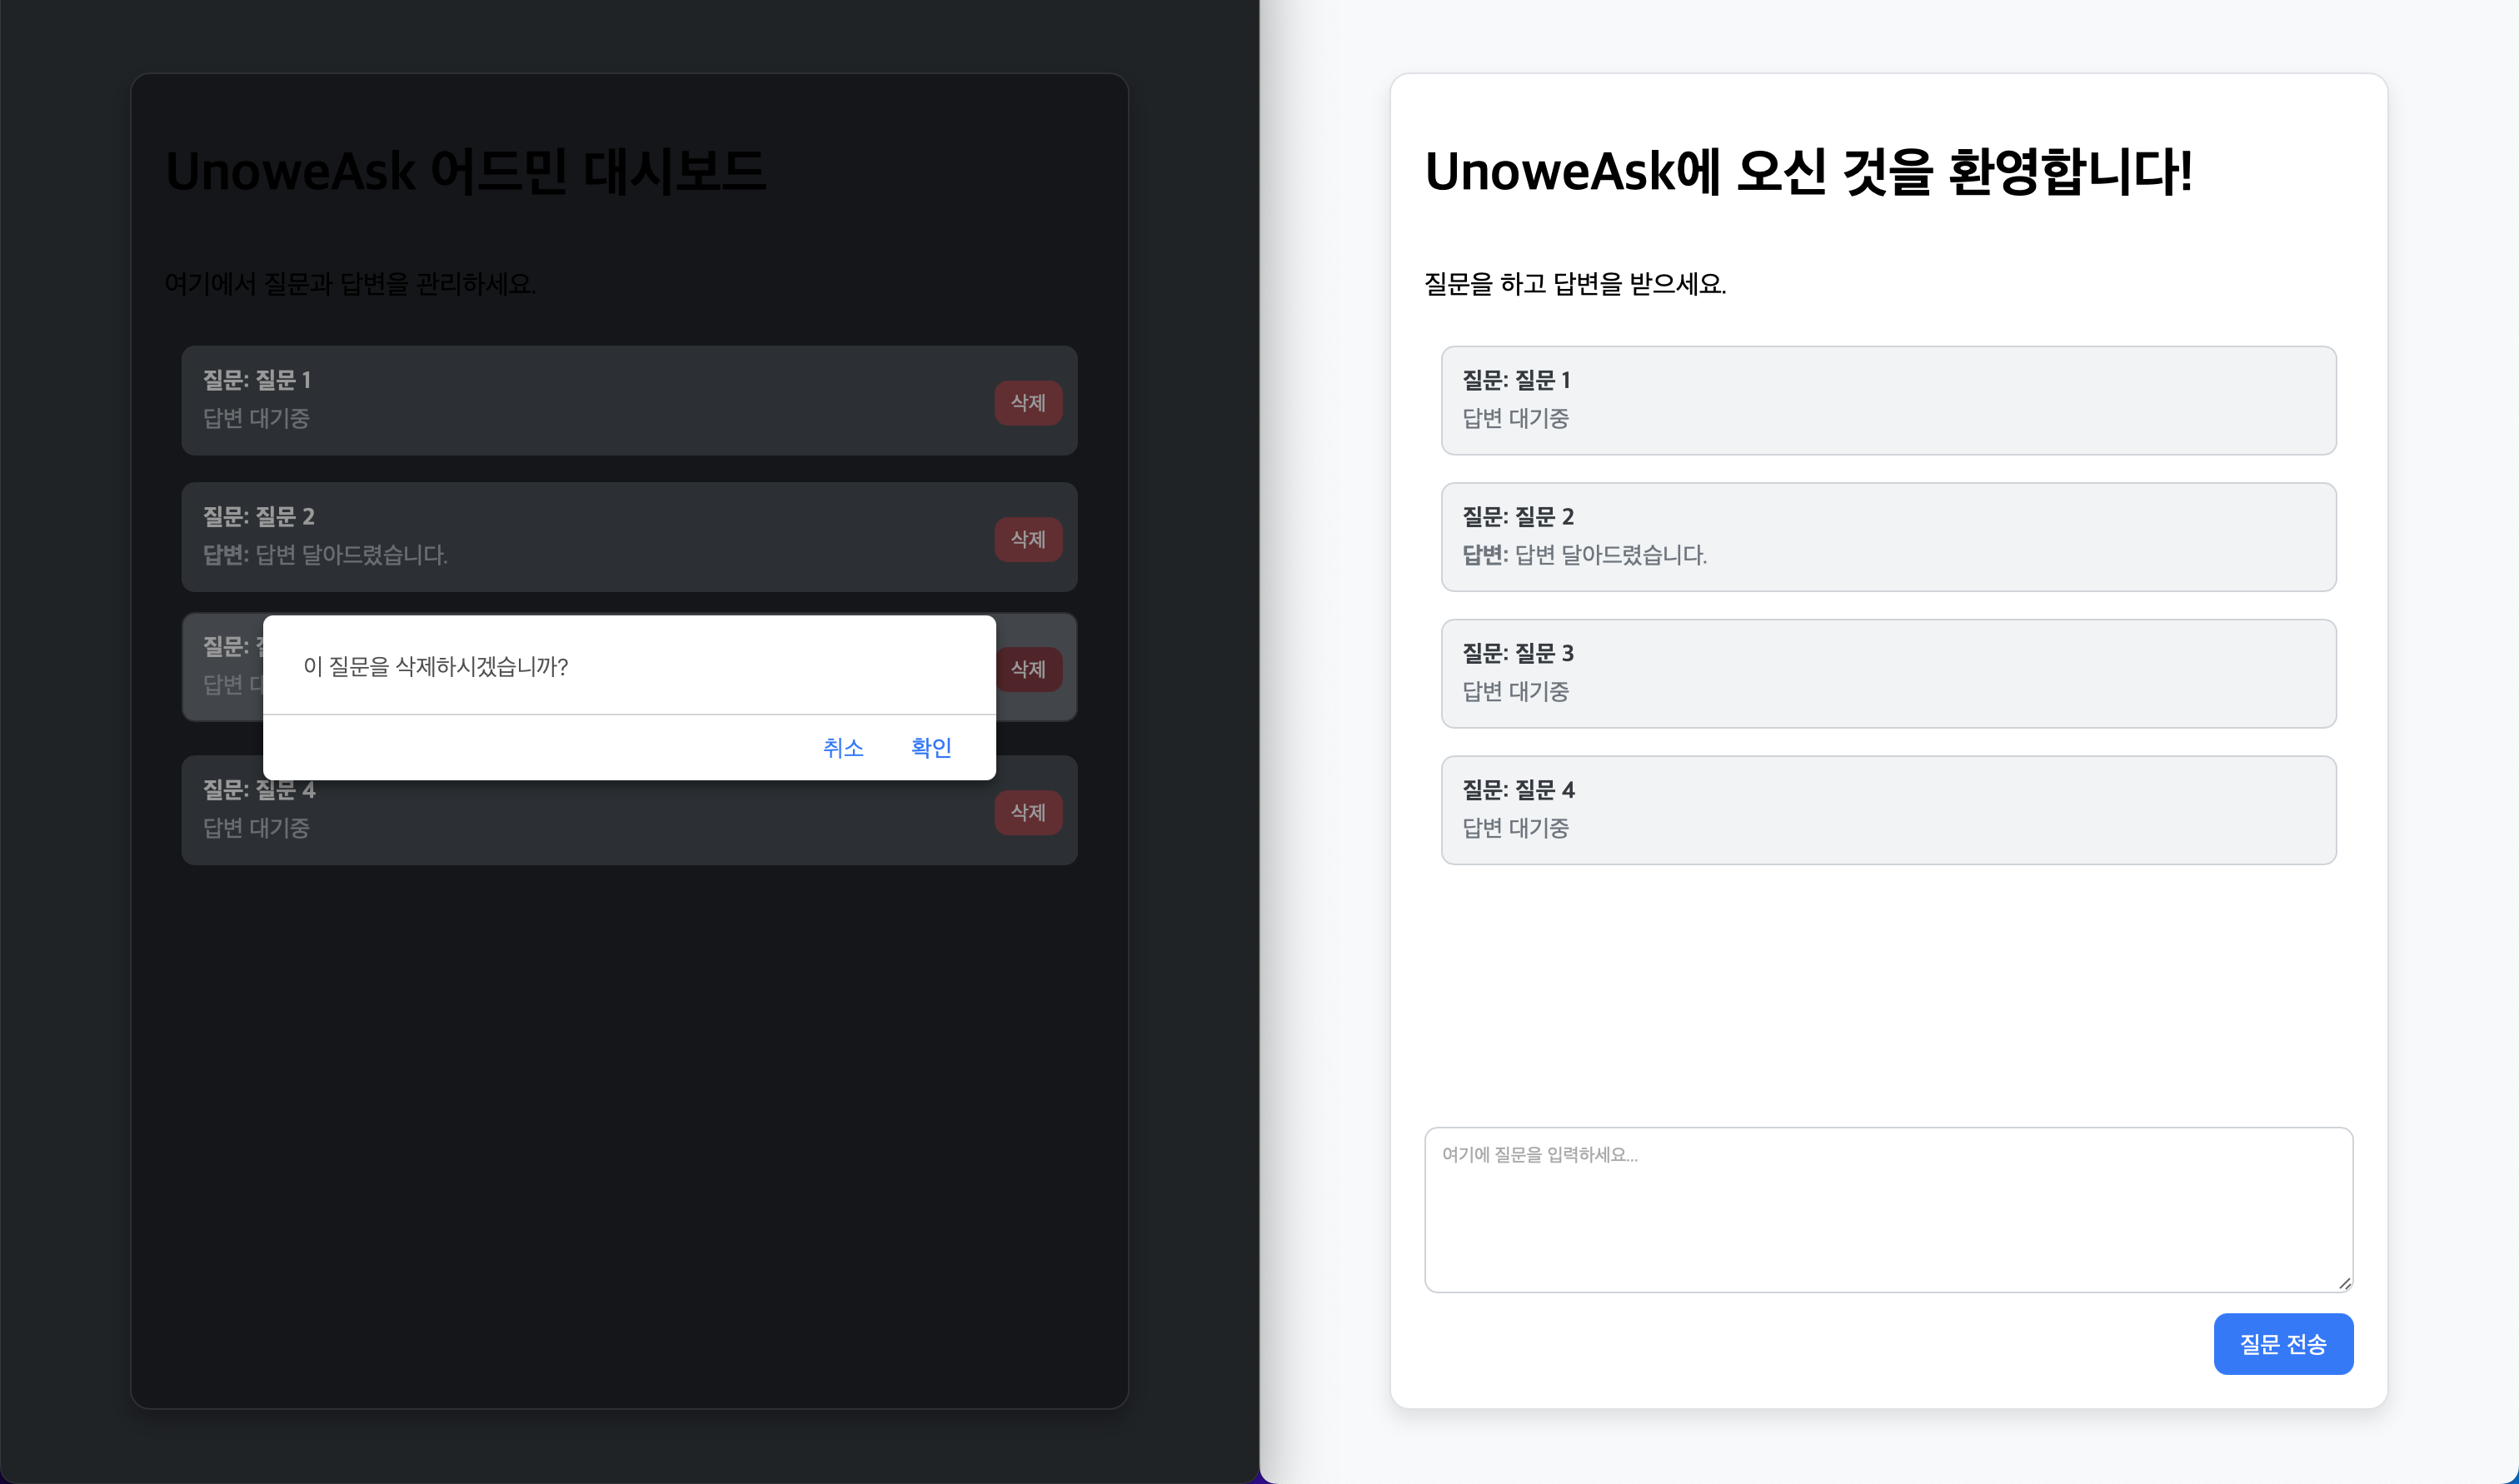 UnoweAsk 어드민 대시보드
여기에서 질문과 답변을 관리하세요.
질문: 질문 1
답변 대기중
삭제
질문: 질문 2
답변: 답변 달아드렸습니다.
삭제
질문:
답변
삭제
이 질문을 삭제하시겠습니까?
취소 확인
질문: 질문 4
답변 대기중
삭제
UnoweAsk에 오신 것을 환영합니다!
질문을 하고 답변을 받으세요.
질문: 질문 1
답변 대기중
질문: 질문 2
답변: 답변 달아드렸습니다.
질문: 질문 3
답변 대기중
질문: 질문 4
답변 대기중
여기에 질문을 입력하세요...
질문 전송